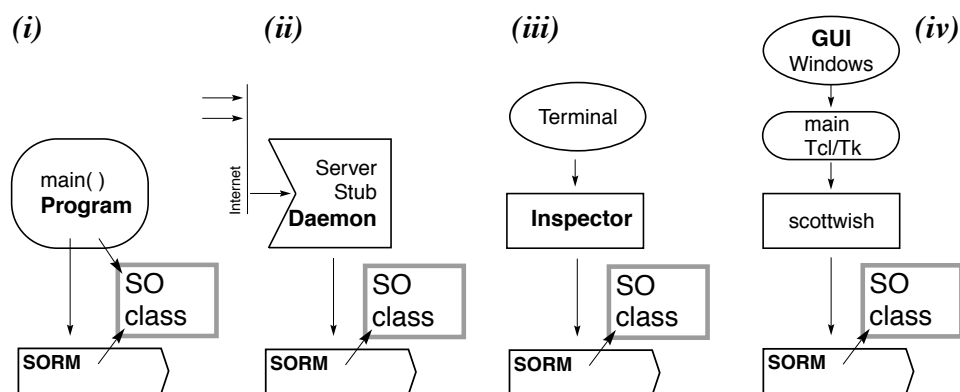 (i)
main( )
Program
SO
class
SORM
(ii)
Internet
Server
Stub
Daemon
SO
class
SORM
(iii)
Terminal
Inspector
SO
class
SORM
(iv)
GUI
Windows
main
Tcl/Tk
scottwish
SO
class
SORM